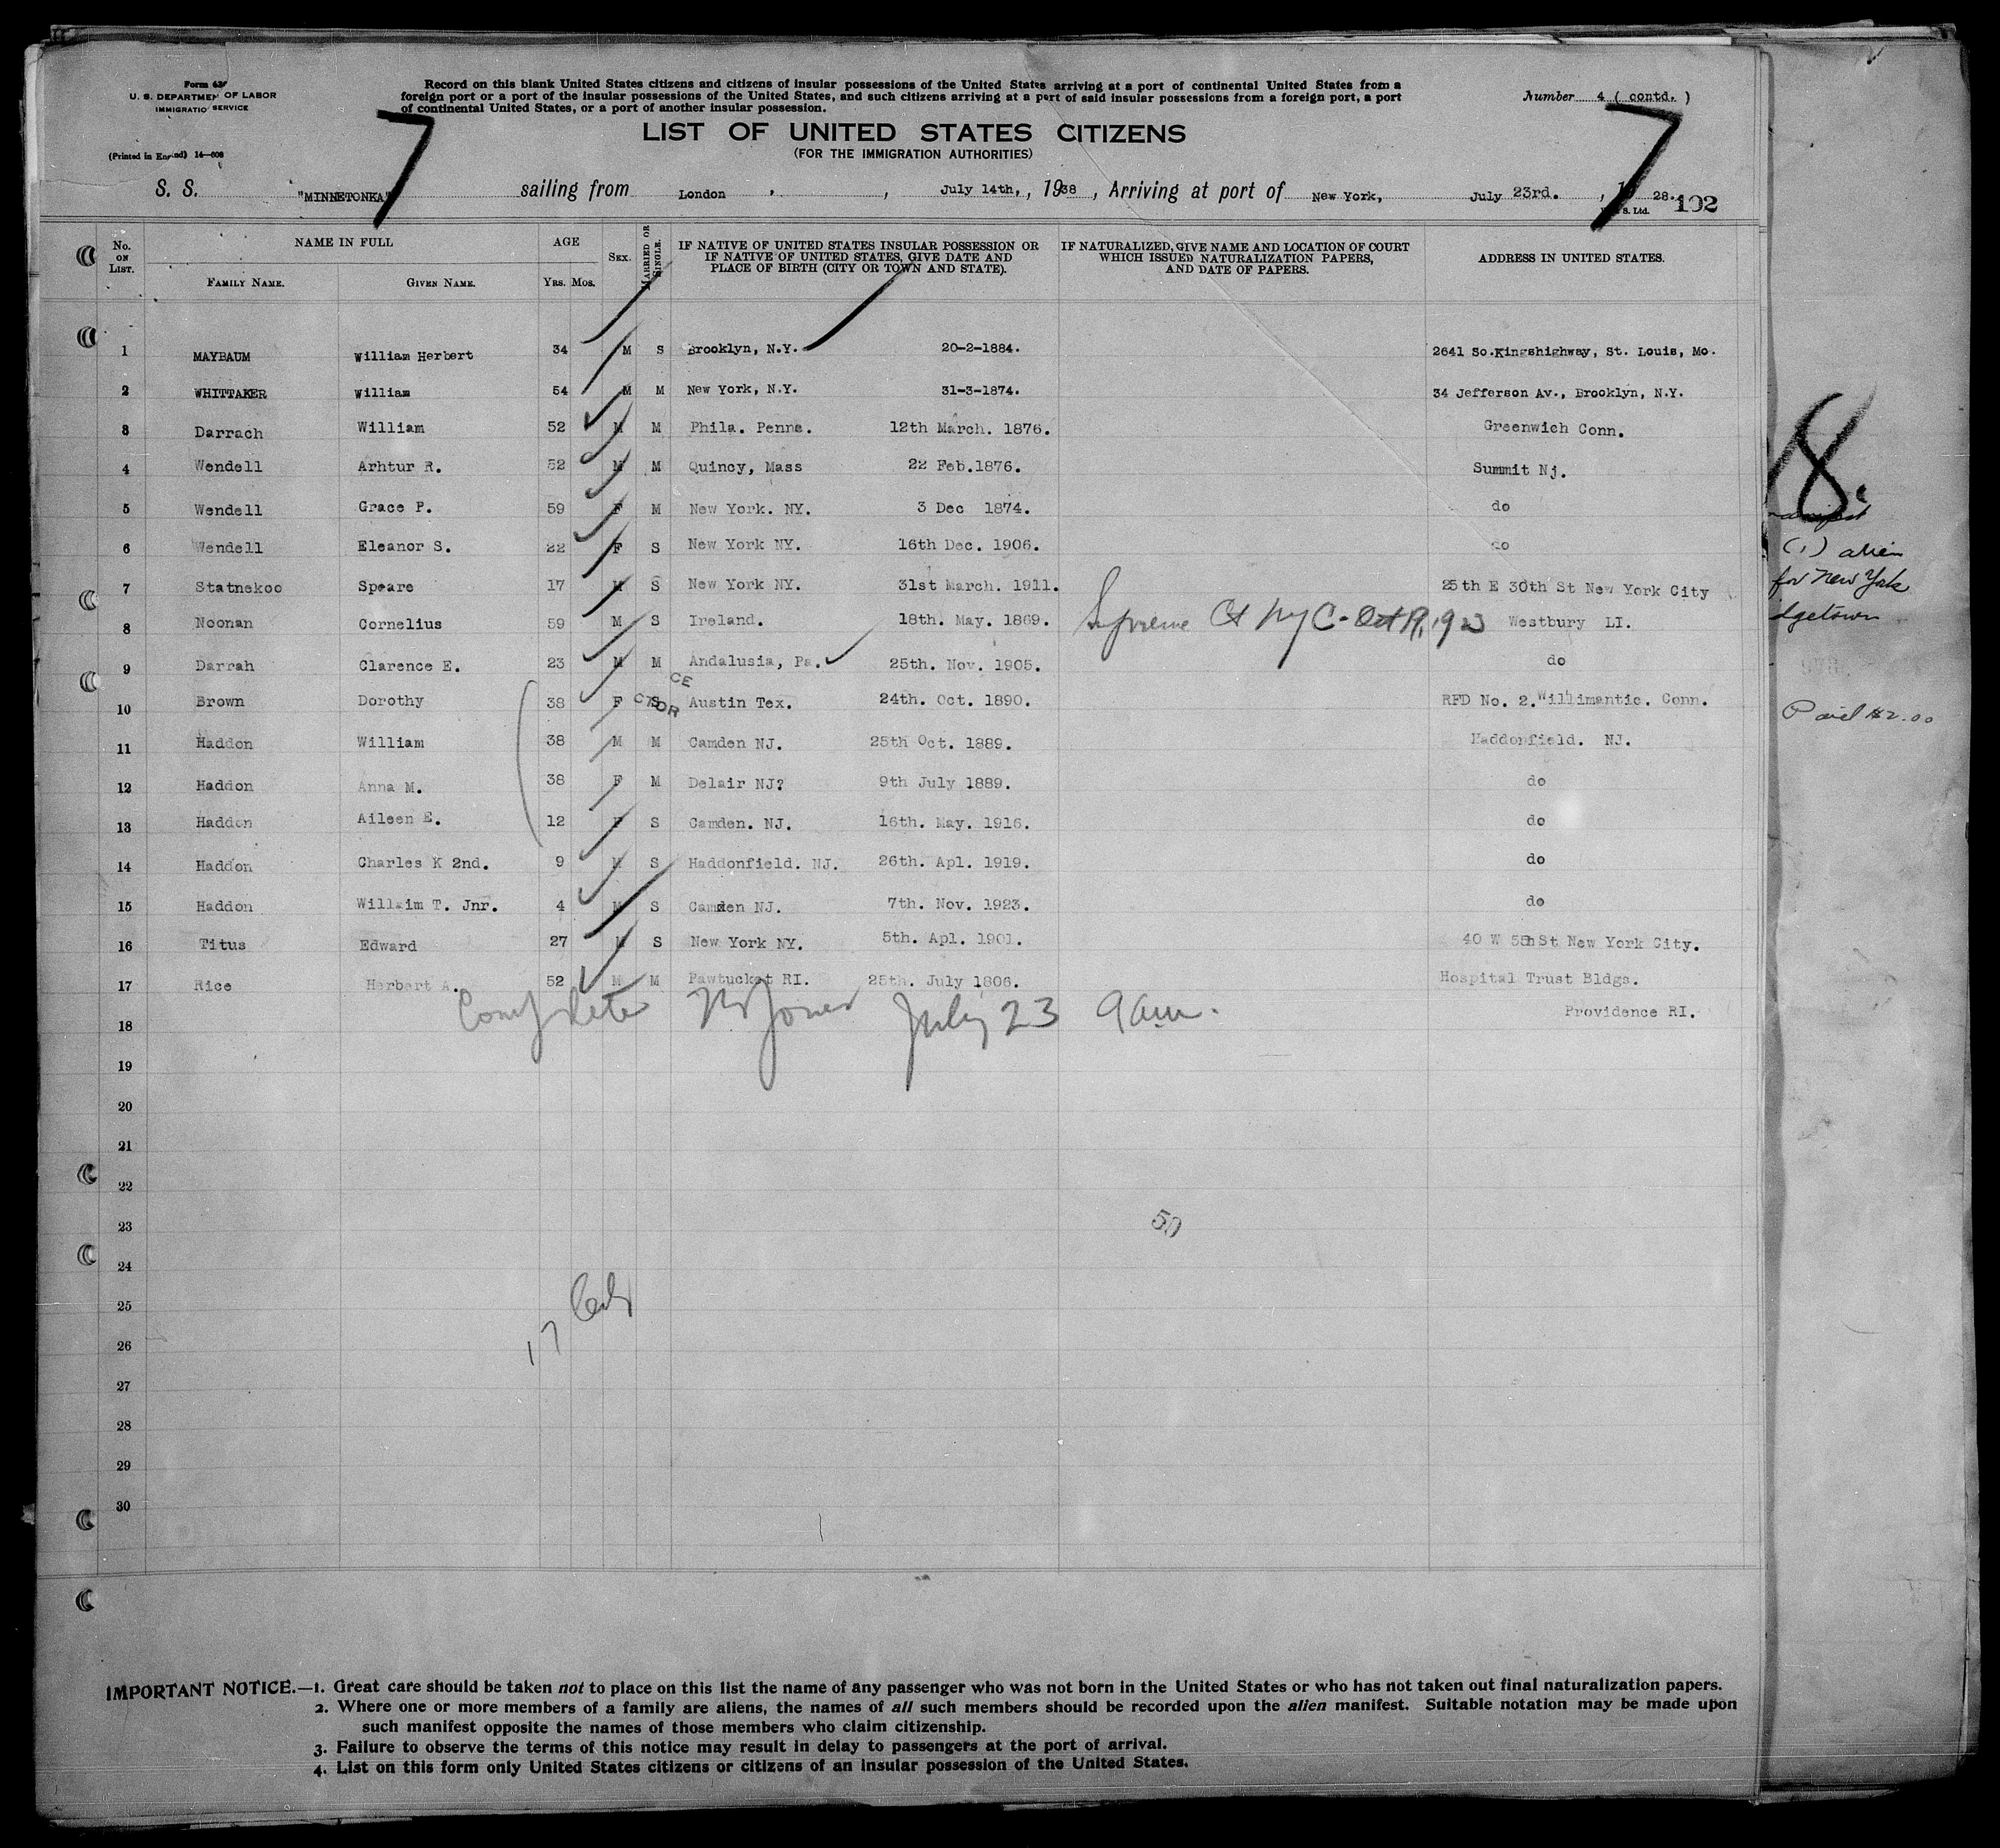 Form 630
U. S. DEPARTMENT OF LABOR
IMMIGRATION SERVICE
(Printed in England) 14—608
Record on this blank United States citizens and citizens of insular possessions of the United States arriving at a port of continental United States from a
foreign port or a port of the insular possessions of the United States, and such citizens arriving at a port of said insular possessions from a foreign port, a port
of continental United States, or a port of another insular possession.
Number 4 ( contd. )
7 7
LIST OF UNITED STATES CITIZENS
(FOR THE IMMIGRATION AUTHORITIES)
S. S. "MINNETONKA" sailing from London , , July 14th, , 1938 , Arriving at port of New York, July 23rd. , 1 28.
S. Ltd. 192
No. ON LIST. NAME IN FULL FAMILY NAME. GIVEN NAME. AGE YRS. MOS. SEX. MARRIED OR SINGLE. IF NATIVE OF UNITED STATES INSULAR POSSESSION OR IF NATIVE OF UNITED STATES, GIVE DATE AND PLACE OF BIRTH (CITY OR TOWN AND STATE). IF NATURALIZED, GIVE NAME AND LOCATION OF COURT WHICH ISSUED NATURALIZATION PAPERS, AND DATE OF PAPERS. ADDRESS IN UNITED STATES.
1 MAYBAUM William Herbert 34 M S Brooklyn, N.Y. 20-2-1884. 2641 So.Kingshighway, St. Louis, Mo.
2 WHITTAKER William 54 M M New York, N.Y. 31-3-1874. 34 Jefferson Av., Brooklyn, N.Y.
3 Darrach William 52 M M Phila. Penne. 12th March. 1876. Greenwich Conn.
4 Wendell Arhtur R. 52 M M Quincy, Mass 22 Feb.1876. Summit Nj.
5 Wendell Grace P. 59 F M New York. NY. 3 Dec 1874. do
6 Wendell Eleanor S. 22 F S New York NY. 16th Dec. 1906. do
7 Statnekoo Speare 17 M S New York NY. 31st March. 1911. 25th E 30th St New York City
8 Noonan Cornelius 59 M S Ireland. 18th. May. 1869. Supreme Ct NYC - Oct 19, 1923 Westbury LI.
9 Darrah Clarence E. 23 M M Andalusia, Pa. 25th. Nov. 1905. do
10 Brown Dorothy 38 F S Austin Tex. 24th. Oct. 1890. RFD No. 2. Willimantic. Conn.
11 Haddon William 38 M M Camden NJ. 25th Oct. 1889. Haddonfield. NJ.
12 Haddon Anna M. 38 F M Delair NJ? 9th July 1889. do
13 Haddon Aileen E. 12 F S Camden. NJ. 16th. May. 1916. do
14 Haddon Charles K 2nd. 9 M S Haddonfield. NJ. 26th. Apl. 1919. do
15 Haddon Willaim T. Jnr. 4 M S Camden NJ. 7th. Nov. 1923. do
16 Titus Edward 27 M S New York NY. 5th. Apl. 1901. 40 W 55hSt New York City.
17 Rice Herbert A. 52 M M Pawtucket RI. 25th. July 1806. Hospital Trust Bldgs.
Complete Jones July 23 9 am.
18 Providence RI.
19
20
21
22
23
50
24
25
26
17
27
28
29
30
IMPORTANT NOTICE.—1. Great care should be taken not to place on this list the name of any passenger who was not born in the United States or who has not taken out final naturalization papers.
2. Where one or more members of a family are aliens, the names of all such members should be recorded upon the alien manifest. Suitable notation may be made upon
such manifest opposite the names of those members who claim citizenship.
3. Failure to observe the terms of this notice may result in delay to passengers at the port of arrival.
4. List on this form only United States citizens or citizens of an insular possession of the United States.
18
manifest
(1) alien
for New York
dgetown
Paid $2.00